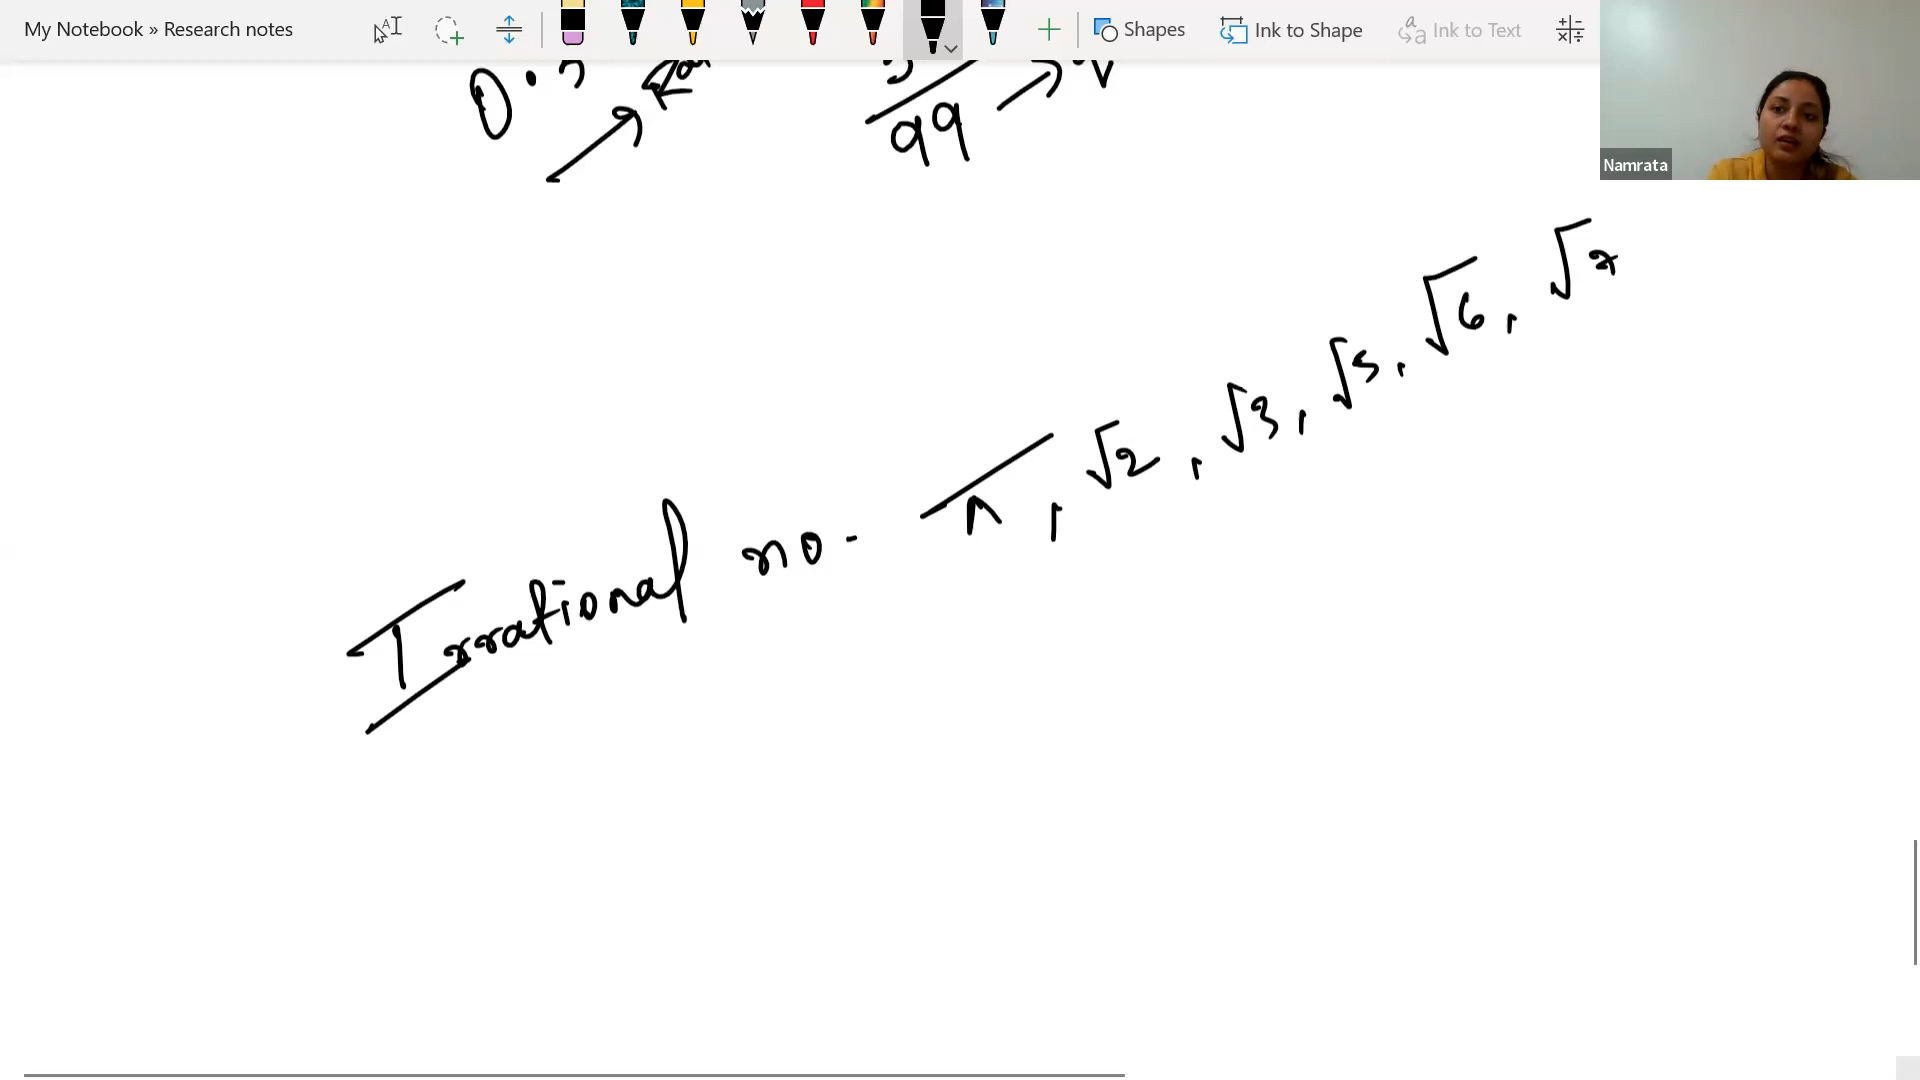 My Notebook » Research notes
Shapes
Ink to Shape
Ink to Text
Namrata
99
Irrational no. π, √2, √3, √5, √6, √7